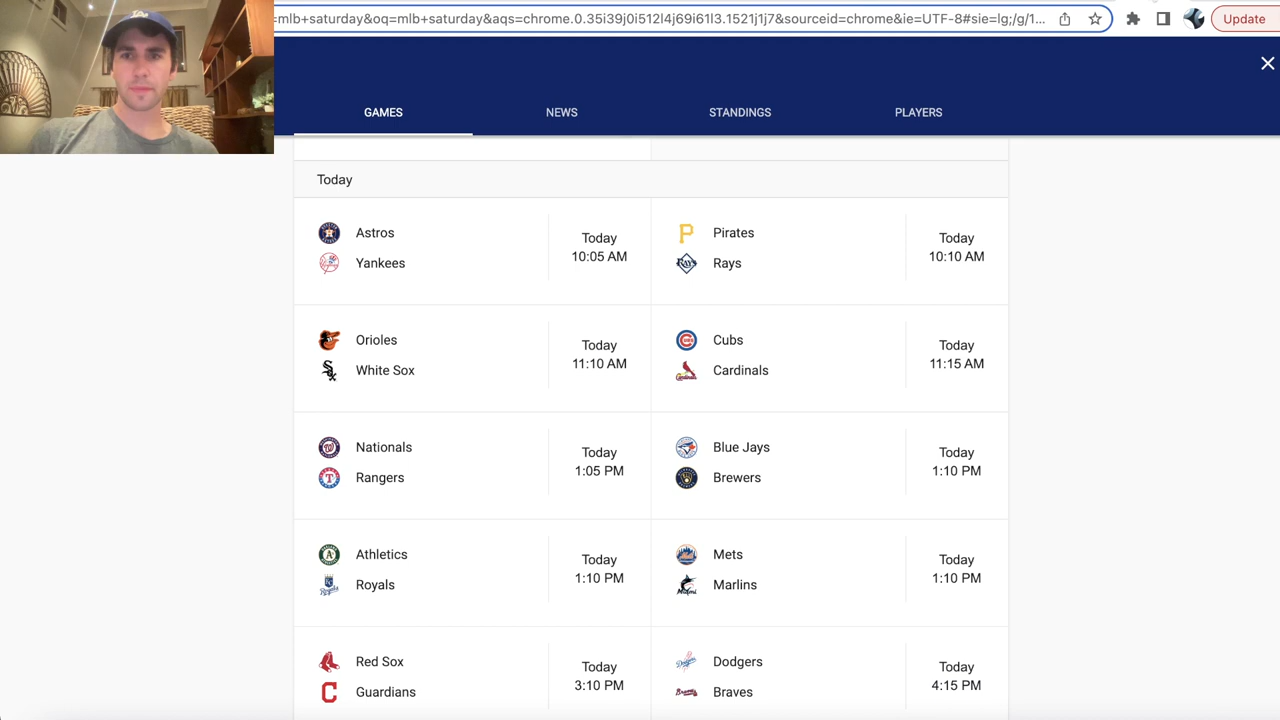 =mlb+saturday&oq=mlb+saturday&aqs=chrome.0.35i39j0i512l4j69i61l3.1521j1j7&sourceid=chrome&ie=UTF-8#sie=lg;/g/1...
Update
GAMES
NEWS
STANDINGS
PLAYERS
Today
Astros
Yankees
Today
10:05 AM
Pirates
Rays
Today
10:10 AM
Orioles
White Sox
Today
11:10 AM
Cubs
Cardinals
Today
11:15 AM
Nationals
Rangers
Today
1:05 PM
Blue Jays
Brewers
Today
1:10 PM
Athletics
Royals
Today
1:10 PM
Mets
Marlins
Today
1:10 PM
Red Sox
Guardians
Today
3:10 PM
Dodgers
Braves
Today
4:15 PM